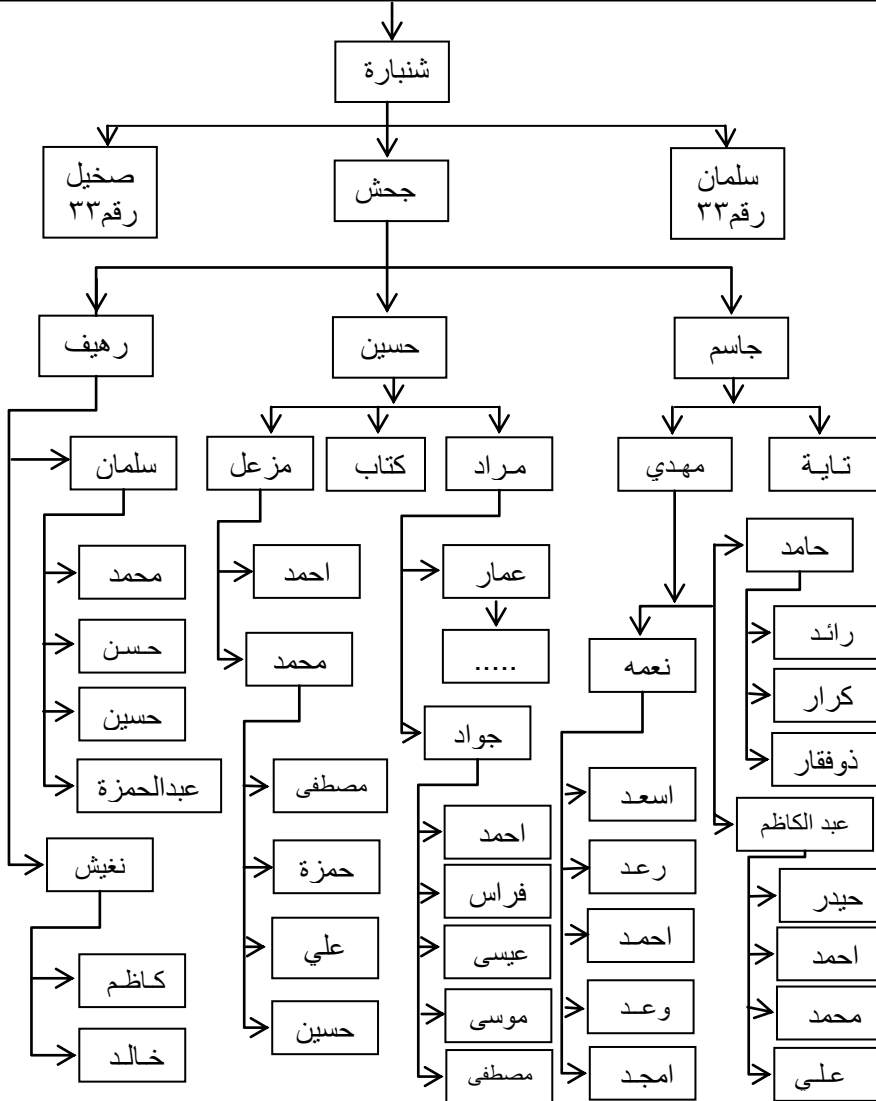 شنبارة
سلمان
رقم٣٣
جحش
صخيل
رقم٣٣
جاسم
حسين
رهيف
تاية
مهدي
مراد
كتاب
مزعل
سلمان
حامد
رائد
كرار
ذوفقار
عبد الكاظم
حيدر
احمد
محمد
علي
نعمه
اسعد
رعد
احمد
وعد
امجد
عمار
.....
جواد
احمد
فراس
عيسى
موسى
مصطفى
احمد
محمد
مصطفى
حمزة
علي
حسين
محمد
حسن
حسين
عبدالحمزة
نغيش
كاظم
خالد